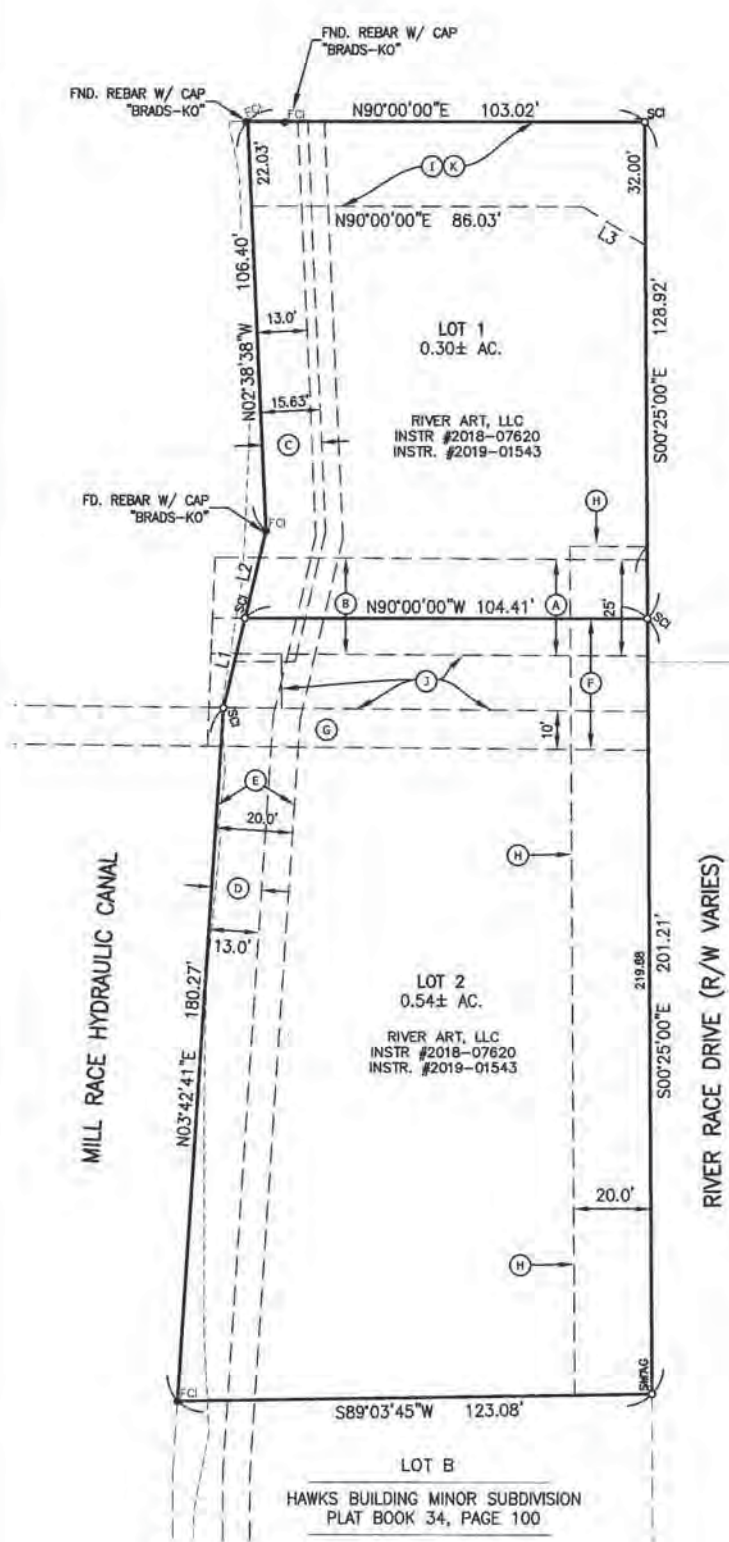 FND. REBAR W/ CAP
"BRADS-KO"
FND. REBAR W/ CAP
"BRADS-KO"
FCI
FCI
N90°00'00"E 103.02'
SCI
22.03'
I K
32.00'
N90°00'00"E 86.03'
L3
106.40'
N02°38'38"W
13.0'
LOT 1
0.30± AC.
128.92'
S00°25'00"E
15.63'
C
RIVER ART, LLC
INSTR #2018-07620
INSTR. #2019-01543
H
FD. REBAR W/ CAP
"BRADS-KO"
FCI
L2
SCI
B
N90°00'00"W 104.41'
A
25'
SCI
L1
J
F
SCI
G
10'
E
20.0'
H
D
13.0'
MILL RACE HYDRAULIC CANAL
N03°42'41"E 180.27'
LOT 2
0.54± AC.
RIVER ART, LLC
INSTR #2018-07620
INSTR. #2019-01543
219.88
S00°25'00"E 201.21'
RIVER RACE DRIVE (R/W VARIES)
20.0'
H
SMAG
FCI
S89°03'45"W 123.08'
LOT B
HAWKS BUILDING MINOR SUBDIVISION
PLAT BOOK 34, PAGE 100